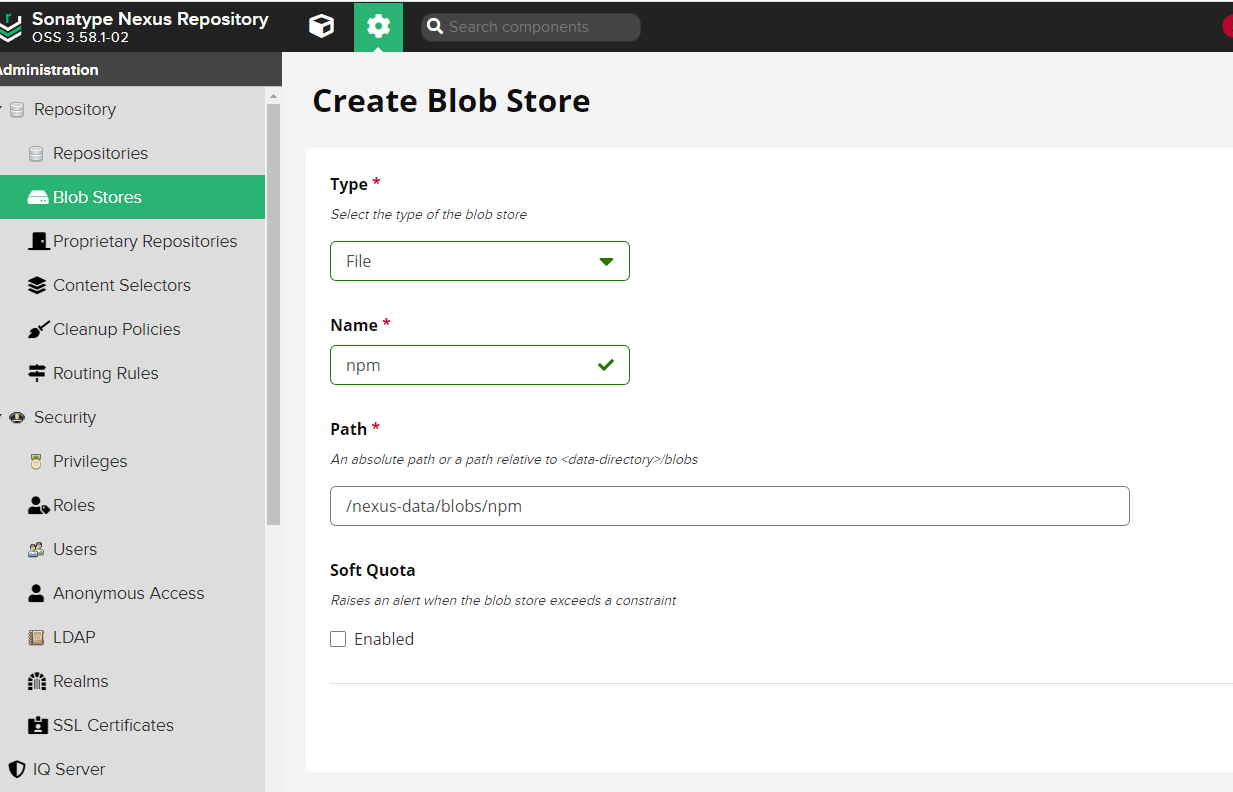 Sonatype Nexus Repository
OSS 3.58.1-02
Search components
Administration
Repository
Repositories
Blob Stores
Proprietary Repositories
Content Selectors
Cleanup Policies
Routing Rules
Security
Privileges
Roles
Users
Anonymous Access
LDAP
Realms
SSL Certificates
IQ Server
Create Blob Store
Type *
Select the type of the blob store
File
Name *
npm
Path *
An absolute path or a path relative to <data-directory>/blobs
/nexus-data/blobs/npm
Soft Quota
Raises an alert when the blob store exceeds a constraint
Enabled